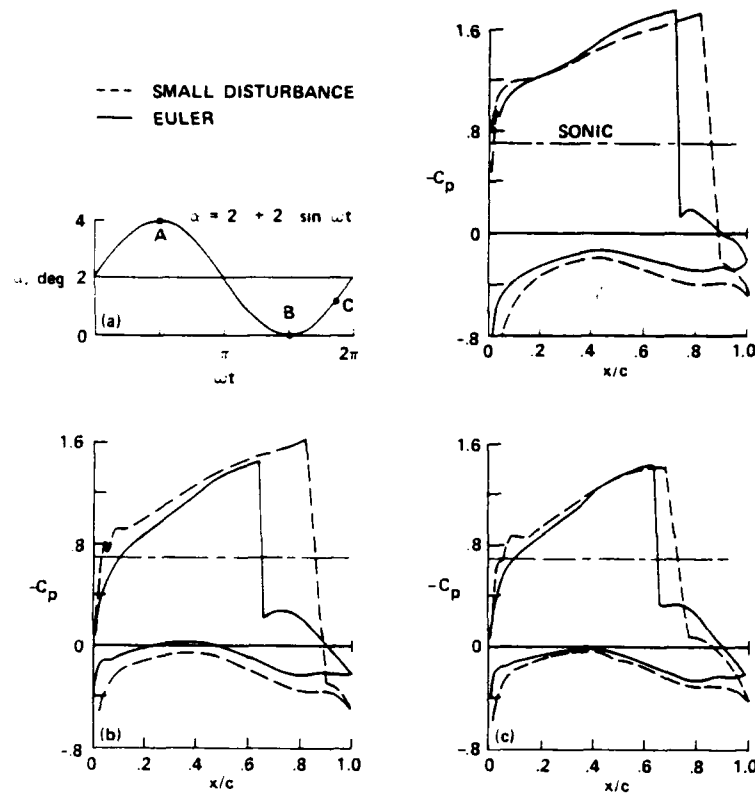 --- SMALL DISTURBANCE
— EULER
α = 2 + 2 sin ωt
4
2
0
α, deg
A
B
C
(a)
π
2π
ωt
1.6
.8
0
-.8
-Cp
SONIC
0
.2
.4
.6
.8
1.0
x/c
1.6
.8
0
-.8
-Cp
(b)
0
.2
.4
.6
.8
1.0
x/c
1.6
.8
0
-.8
-Cp
(c)
0
.2
.4
.6
.8
1.0
x/c